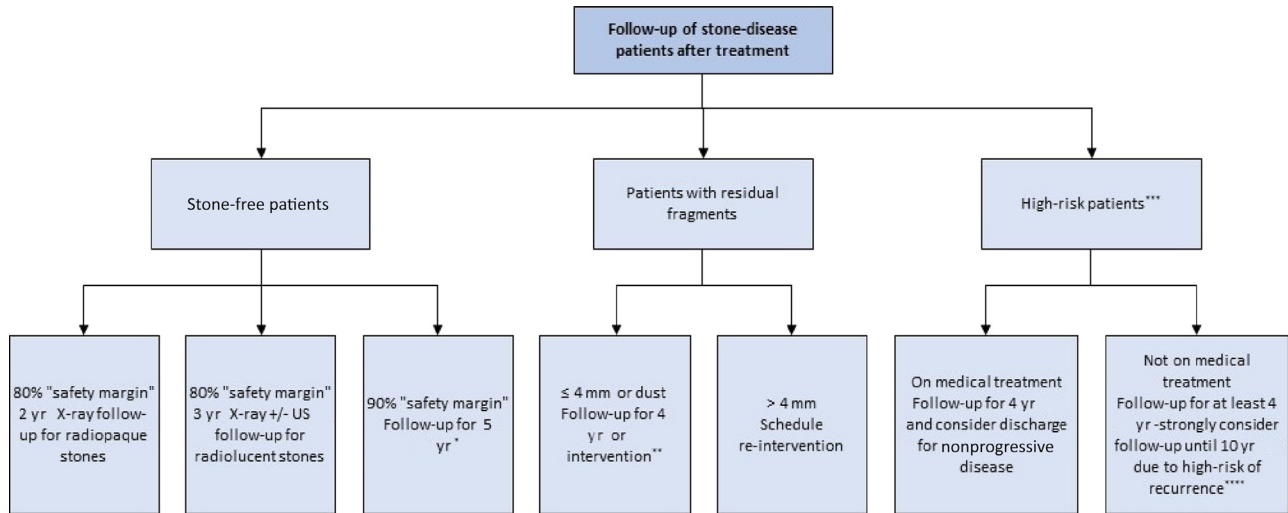 Follow-up of stone-disease
patients after treatment
Stone-free patients
Patients with residual
fragments
High-risk patients***
80% "safety margin"
2 yr X-ray follow-
up for radiopaque
stones
80% "safety margin"
3 yr X-ray +/- US
follow-up for
radiolucent stones
90% "safety margin"
Follow-up for 5
yr*
≤ 4 mm or dust
Follow-up for 4
yr or
intervention**
> 4 mm
Schedule
re-intervention
On medical treatment
Follow-up for 4 yr
and consider discharge
for nonprogressive
disease
Not on medical
treatment
Follow-up for at least 4
yr -strongly consider
follow-up until 10 yr
due to high-risk of
recurrence****